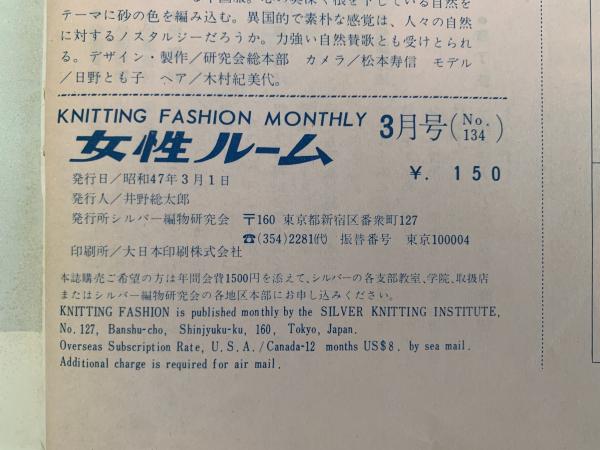 テーマに砂の色を編み込む。異国的で素朴な感覚は、人々の自然
に対するノスタルジーだろうか。力強い自然賛歌とも受けとられ
る。デザイン・製作/研究会総本部 カメラ/松本寿信 モデル
/日野とも子 ヘア/木村紀美代。
KNITTING FASHION MONTHLY 3月号(No. 134)
女性ルーム
¥. 150
発行日/昭和47年3月1日
発行人/井野総太郎
発行所シルバー編物研究会 〒160 東京都新宿区番衆町127
☎(354)2281(代) 振替番号 東京100004
印刷所/大日本印刷株式会社
本誌購売ご希望の方は年間会費1500円を添えて、シルバーの各支部教室、学院、取扱店
またはシルバー編物研究会の各地区本部にお申し込みください。
KNITTING FASHION is published monthly by the SILVER KNITTING INSTITUTE,
No. 127, Banshu-cho, Shinjyuku-ku, 160, Tokyo, Japan.
Overseas Subscription Rate, U.S.A./Canada-12 months US$8. by sea mail.
Additional charge is required for air mail.